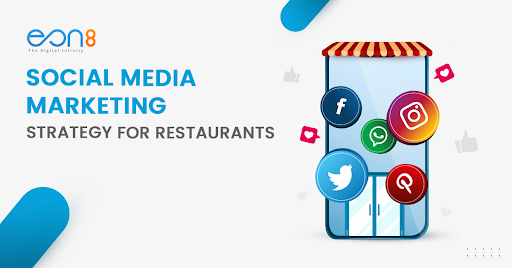 eon8
The Digital Infinity
SOCIAL MEDIA
MARKETING
STRATEGY FOR RESTAURANTS